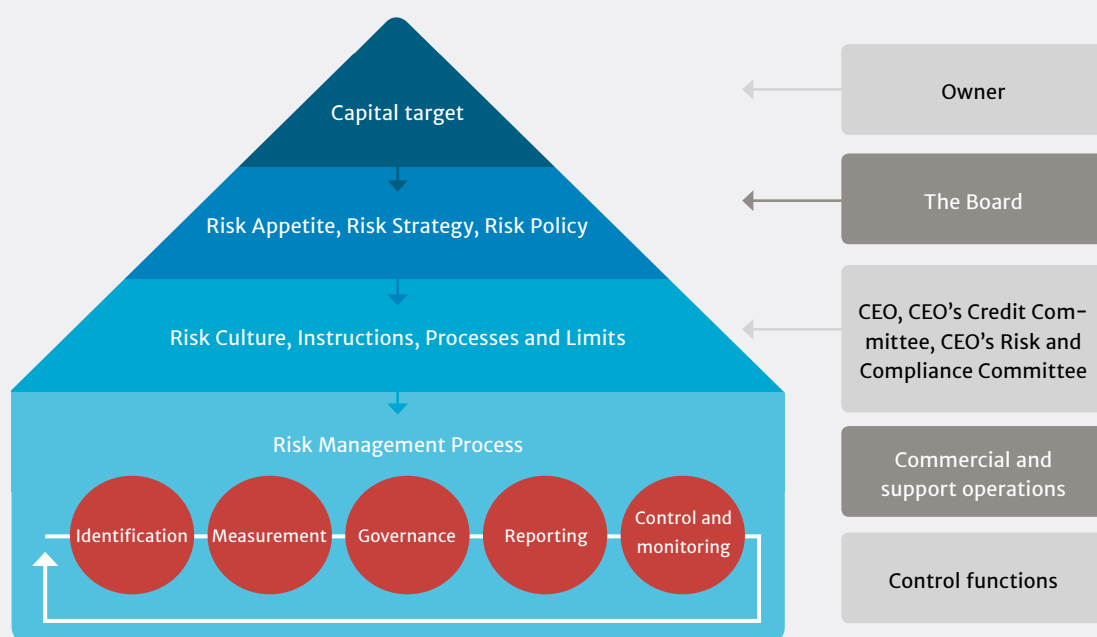 Capital target
Owner
Risk Appetite, Risk Strategy, Risk Policy
The Board
Risk Culture, Instructions, Processes and Limits
CEO, CEO’s Credit Com-
mittee, CEO’s Risk and
Compliance Committee
Risk Management Process
Commercial and
support operations
Identification
Measurement
Governance
Reporting
Control and
monitoring
Control functions